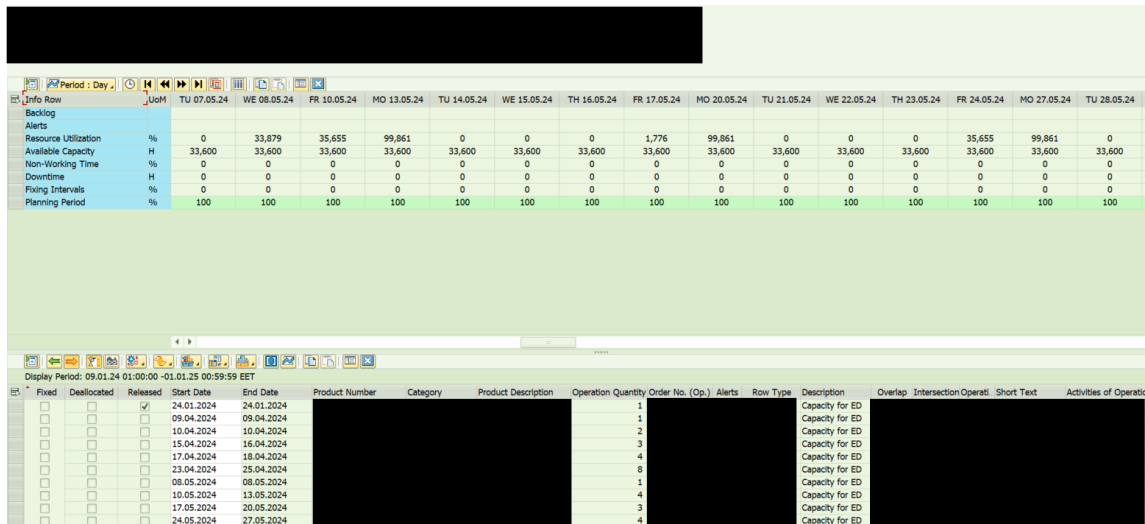 Period : Day
Info Row UoM TU 07.05.24 WE 08.05.24 FR 10.05.24 MO 13.05.24 TU 14.05.24 WE 15.05.24 TH 16.05.24 FR 17.05.24 MO 20.05.24 TU 21.05.24 WE 22.05.24 TH 23.05.24 FR 24.05.24 MO 27.05.24 TU 28.05.24
Backlog
Alerts
Resource Utilization % 0 33,879 35,655 99,861 0 0 0 1,776 99,861 0 0 0 35,655 99,861 0
Available Capacity H 33,600 33,600 33,600 33,600 33,600 33,600 33,600 33,600 33,600 33,600 33,600 33,600 33,600 33,600 33,600
Non-Working Time % 0 0 0 0 0 0 0 0 0 0 0 0 0 0 0
Downtime H 0 0 0 0 0 0 0 0 0 0 0 0 0 0 0
Fixing Intervals % 0 0 0 0 0 0 0 0 0 0 0 0 0 0 0
Planning Period % 100 100 100 100 100 100 100 100 100 100 100 100 100 100 100
Display Period: 09.01.24 01:00:00 -01.01.25 00:59:59 EET
Fixed Deallocated Released Start Date End Date Product Number Category Product Description Operation Quantity Order No. (Op.) Alerts Row Type Description Overlap Intersection Operati.. Short Text Activities of Operatio
24.01.2024 24.01.2024 1 Capacity for ED
09.04.2024 09.04.2024 1 Capacity for ED
10.04.2024 10.04.2024 2 Capacity for ED
15.04.2024 16.04.2024 3 Capacity for ED
17.04.2024 18.04.2024 4 Capacity for ED
23.04.2024 25.04.2024 8 Capacity for ED
08.05.2024 08.05.2024 1 Capacity for ED
10.05.2024 13.05.2024 4 Capacity for ED
17.05.2024 20.05.2024 3 Capacity for ED
24.05.2024 27.05.2024 4 Capacity for ED